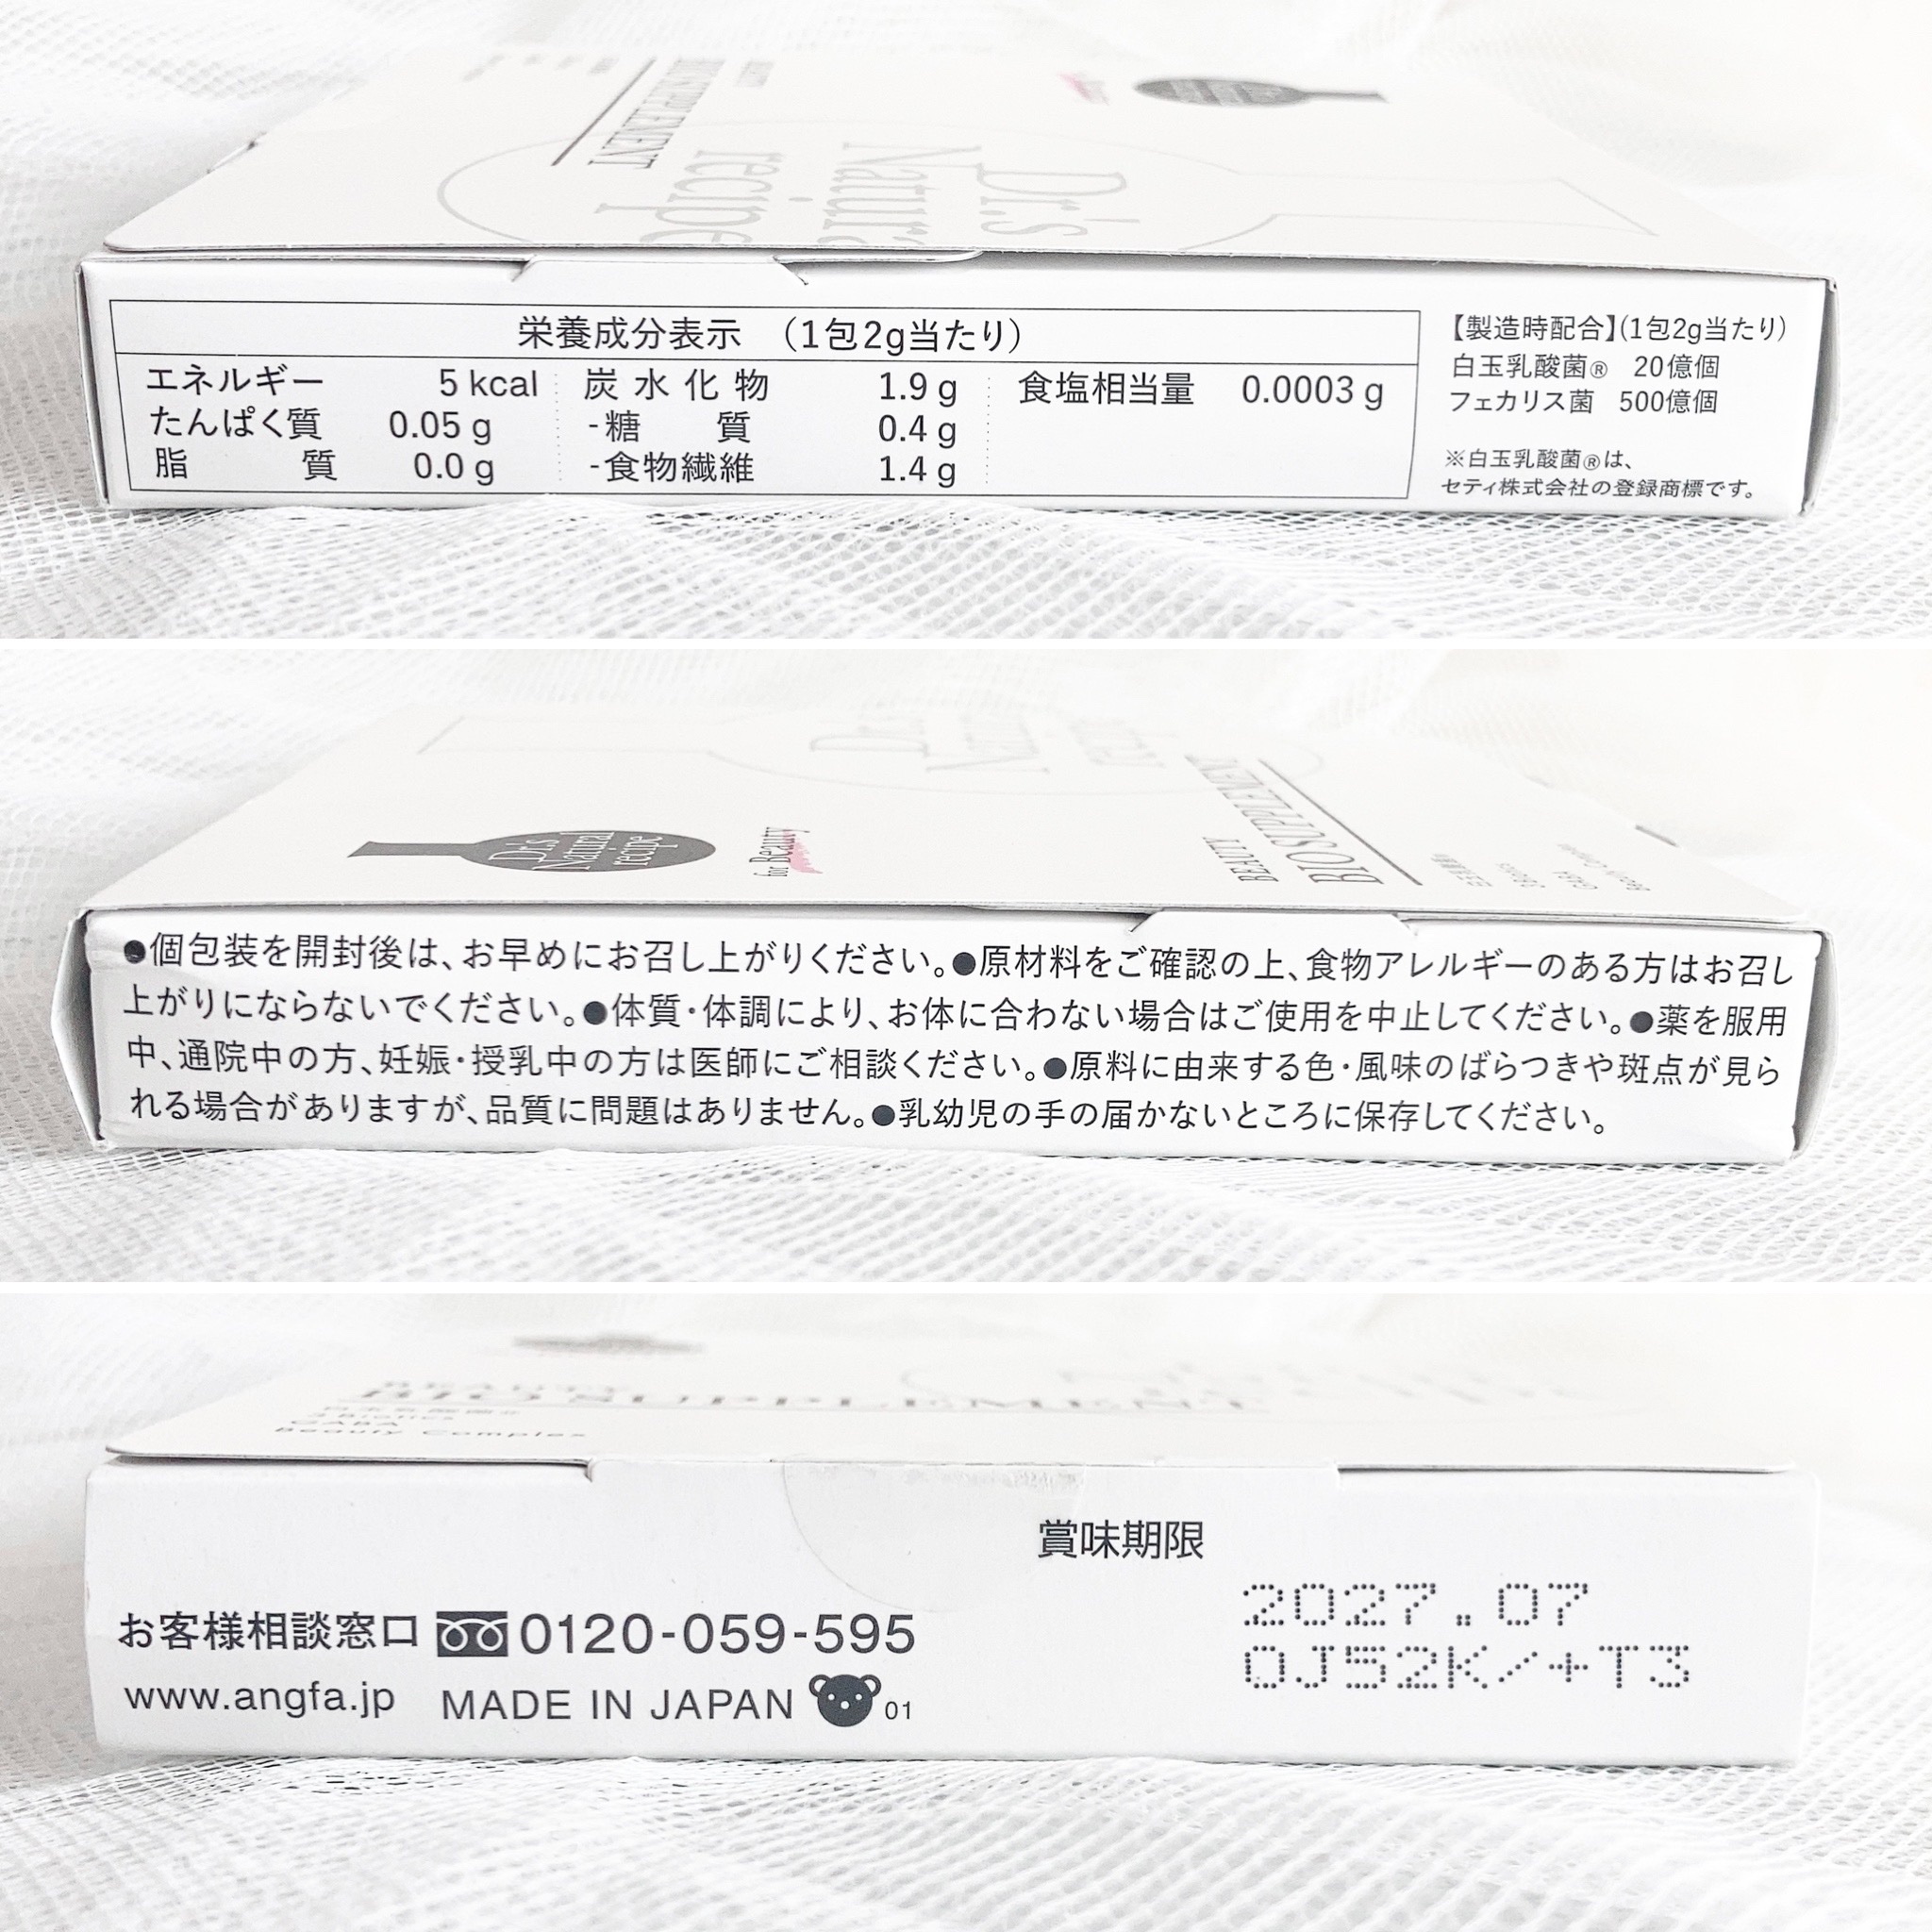 BIO SUPPLEMENT
Dr.'s
Natural
recipe
栄養成分表示 (1包2g当たり)
エネルギー 5 kcal 炭水化物 1.9 g 食塩相当量 0.0003 g
たんぱく質 0.05 g -糖質 0.4 g
脂質 0.0 g -食物繊維 1.4 g
【製造時配合】(1包2g当たり)
白玉乳酸菌® 20億個
フェカリス菌 500億個
※白玉乳酸菌®は、
セティ株式会社の登録商標です。
Dr.'s
Natural
recipe
for Beauty
BEAUTY
BIO SUPPLEMENT
●個包装を開封後は、お早めにお召し上がりください。●原材料をご確認の上、食物アレルギーのある方はお召し
上がりにならないでください。●体質・体調により、お体に合わない場合はご使用を中止してください。●薬を服用
中、通院中の方、妊娠・授乳中の方は医師にご相談ください。●原料に由来する色・風味のばらつきや斑点が見ら
れる場合がありますが、品質に問題はありません。●乳幼児の手の届かないところに保存してください。
BEAUTY
BIO SUPPLEMENT
GABA
Beauty Complex
賞味期限
2027.07
0J52K/+T3
お客様相談窓口 0120-059-595
www.angfa.jp MADE IN JAPAN 01